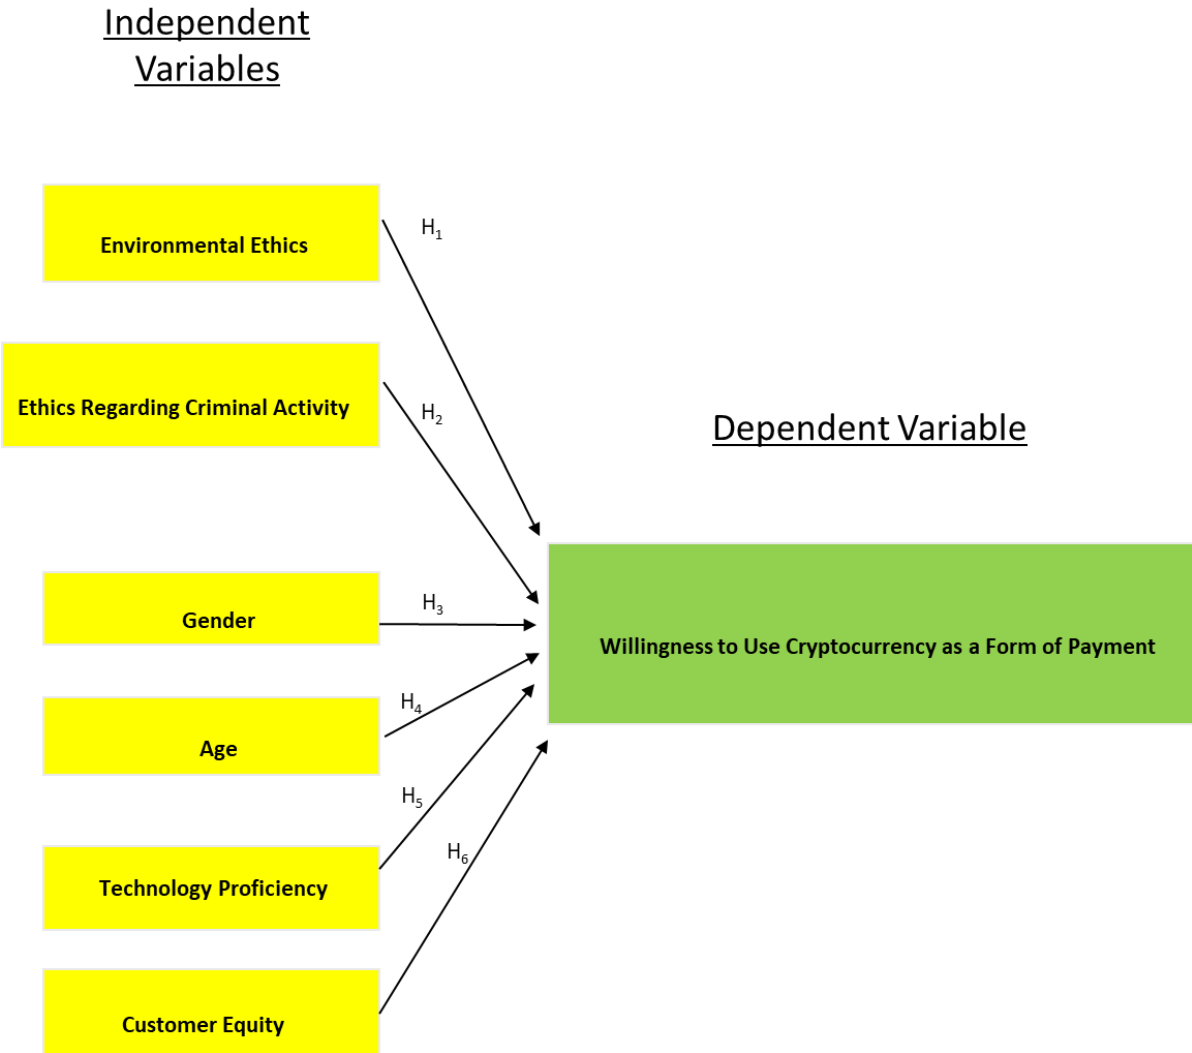 Independent
Variables
Environmental Ethics
H₁
Ethics Regarding Criminal Activity
H₂
Dependent Variable
Gender
H₃
Willingness to Use Cryptocurrency as a Form of Payment
Age
H₄
Technology Proficiency
H₅
Customer Equity
H₆